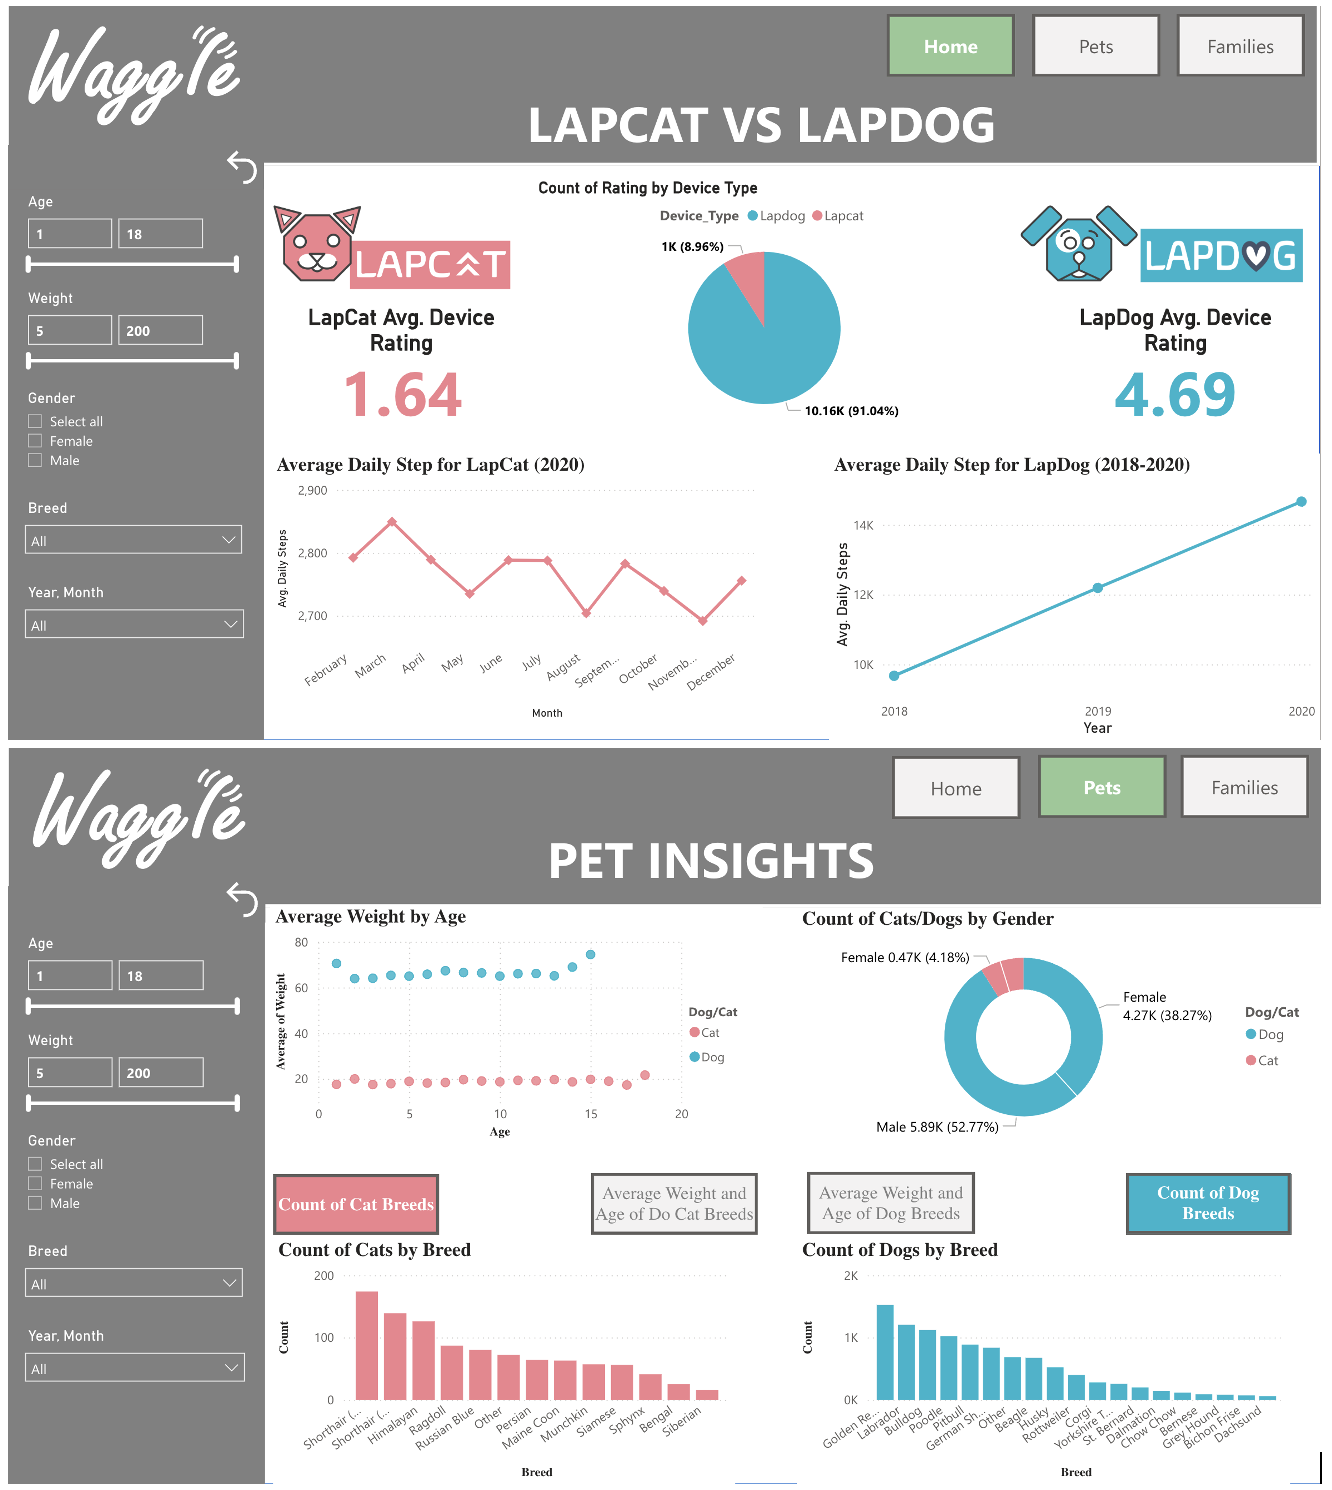 Waggle
Home
Pets
Families
LAPCAT VS LAPDOG
Age
1
18
Weight
5
200
Gender
Select all
Female
Male
Breed
All
Year, Month
All
LAPCAT
LapCat Avg. Device
Rating
1.64
Count of Rating by Device Type
Device_Type Lapdog Lapcat
1K (8.96%)
10.16K (91.04%)
LAPDOG
LapDog Avg. Device
Rating
4.69
Average Daily Step for LapCat (2020)
Avg. Daily Steps
2,900
2,800
2,700
February
March
April
May
June
July
August
Septem...
October
Novemb...
December
Month
Average Daily Step for LapDog (2018-2020)
Avg. Daily Steps
14K
12K
10K
2018
2019
2020
Year
Waggle
Home
Pets
Families
PET INSIGHTS
Age
1
18
Weight
5
200
Gender
Select all
Female
Male
Breed
All
Year, Month
All
Average Weight by Age
Average of Weight
80
60
40
20
0
5
10
15
20
Age
Dog/Cat
Cat
Dog
Count of Cats/Dogs by Gender
Female 0.47K (4.18%)
Female
4.27K (38.27%)
Male 5.89K (52.77%)
Dog/Cat
Dog
Cat
Count of Cat Breeds
Average Weight and
Age of Do Cat Breeds
Average Weight and
Age of Dog Breeds
Count of Dog
Breeds
Count of Cats by Breed
Count
200
100
0
Shorthair (...
Shorthair (...
Himalayan
Ragdoll
Russian Blue
Other
Persian
Maine Coon
Munchkin
Siamese
Sphynx
Bengal
Siberian
Breed
Count of Dogs by Breed
Count
2K
1K
0K
Golden Re...
Labrador
Bulldog
Poodle
Pitbull
German Sh...
Other
Beagle
Husky
Rottweiler
Corgi
Yorkshire T...
St. Bernard
Dalmation
Chow Chow
Bernese
Grey Hound
Bichon Frise
Dachsund
Breed